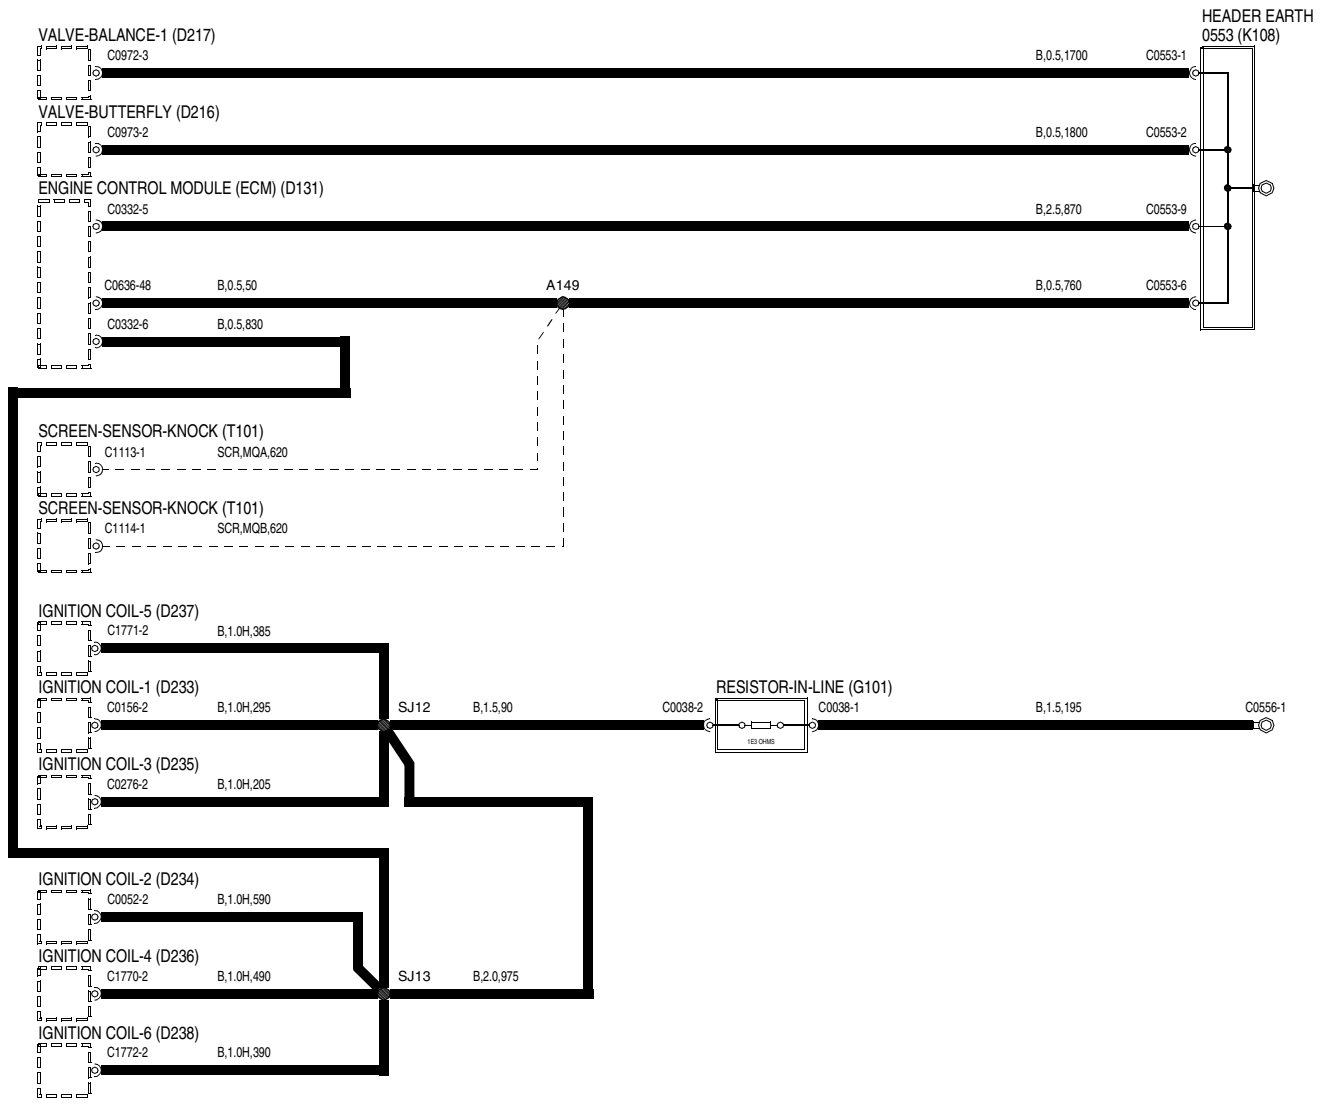 HEADER EARTH
0553 (K108)
VALVE-BALANCE-1 (D217)
C0972-3 B,0.5,1700 C0553-1
VALVE-BUTTERFLY (D216)
C0973-2 B,0.5,1800 C0553-2
ENGINE CONTROL MODULE (ECM) (D131)
C0332-5 B,2.5,870 C0553-9
C0636-48 B,0.5,50 A149 B,0.5,760 C0553-6
C0332-6 B,0.5,830
SCREEN-SENSOR-KNOCK (T101)
C1113-1 SCR,MQA,620
SCREEN-SENSOR-KNOCK (T101)
C1114-1 SCR,MQB,620
IGNITION COIL-5 (D237)
C1771-2 B,1.0H,385
IGNITION COIL-1 (D233) RESISTOR-IN-LINE (G101)
C0156-2 B,1.0H,295 SJ12 B,1.5,90 C0038-2 C0038-1 B,1.5,195 C0556-1
1E3 OHMS
IGNITION COIL-3 (D235)
C0276-2 B,1.0H,205
IGNITION COIL-2 (D234)
C0052-2 B,1.0H,590
IGNITION COIL-4 (D236)
C1770-2 B,1.0H,490 SJ13 B,2.0,975
IGNITION COIL-6 (D238)
C1772-2 B,1.0H,390